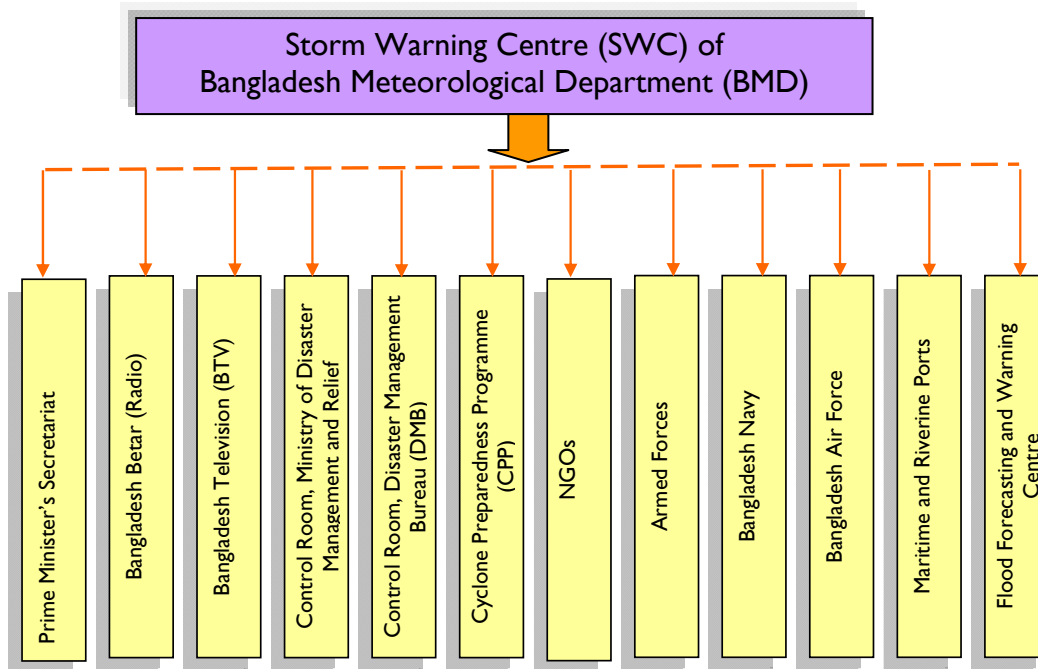 Storm Warning Centre (SWC) of
Bangladesh Meteorological Department (BMD)
Prime Minister’s Secretariat
Bangladesh Betar (Radio)
Bangladesh Television (BTV)
Control Room, Ministry of Disaster
Management and Relief
Control Room, Disaster Management
Bureau (DMB)
Cyclone Preparedness Programme
(CPP)
NGOs
Armed Forces
Bangladesh Navy
Bangladesh Air Force
Maritime and Riverine Ports
Flood Forecasting and Warning
Centre